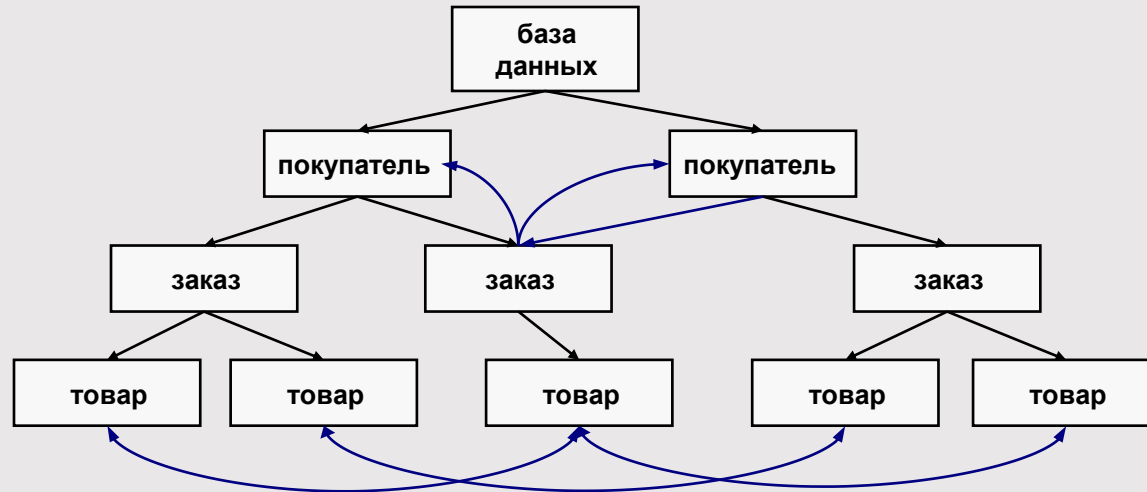 база
данных
покупатель
покупатель
заказ
заказ
заказ
товар
товар
товар
товар
товар